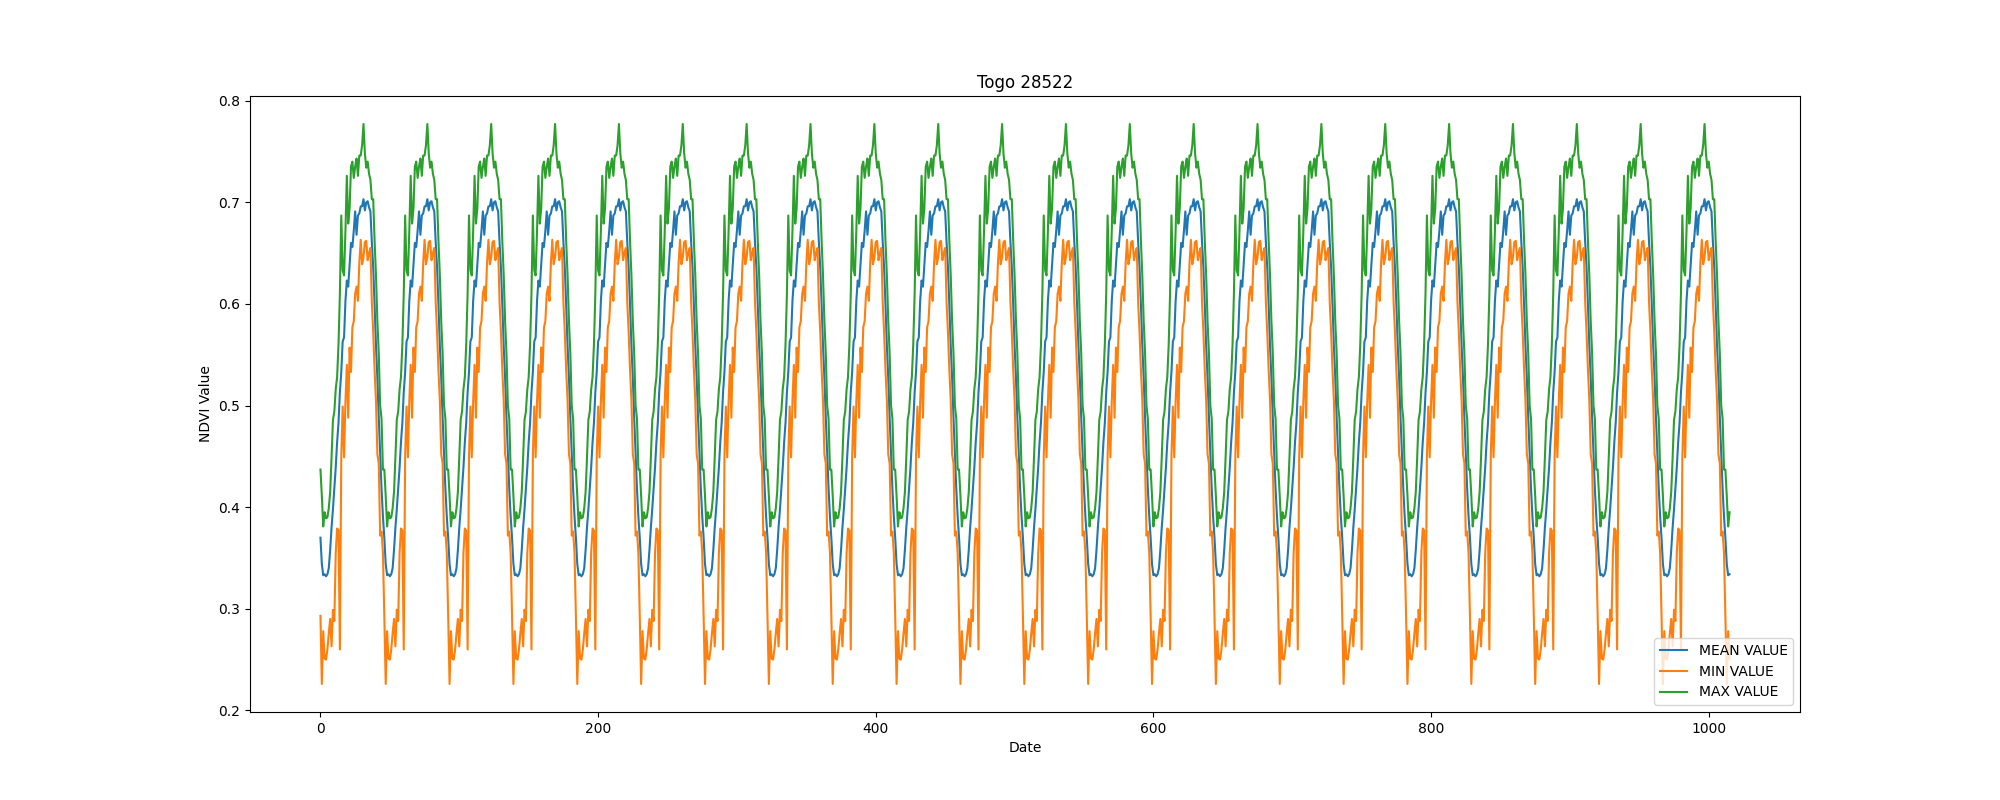 Togo 28522
0.8
0.7
0.6
0.5
0.4
0.3
0.2
NDVI Value
0 200 400 600 800 1000
Date
MEAN VALUE
MIN VALUE
MAX VALUE